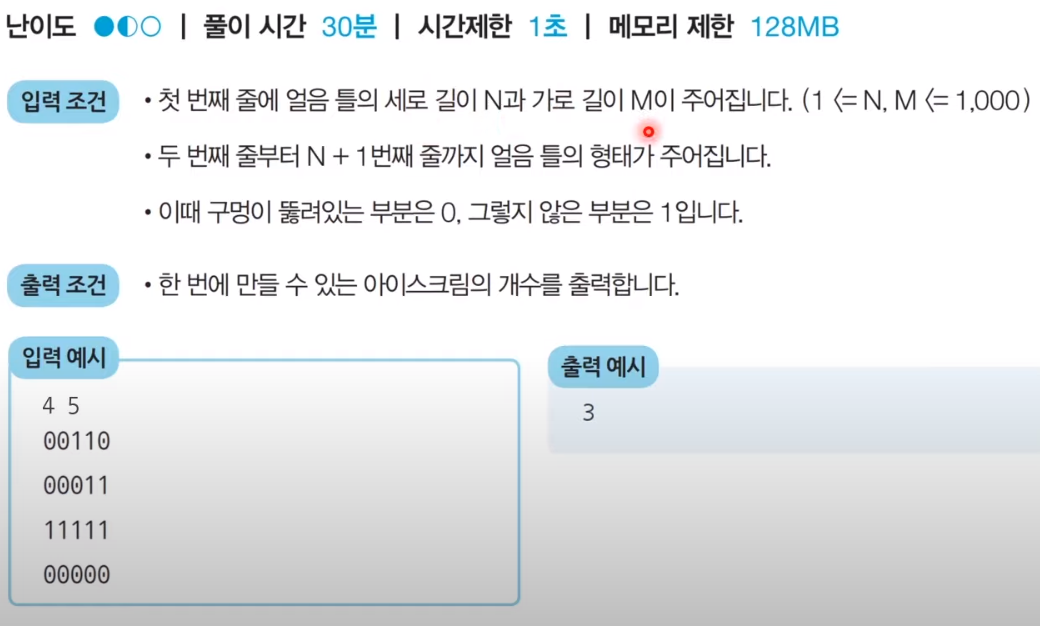 난이도 ●◐○ | 풀이 시간 30분 | 시간제한 1초 | 메모리 제한 128MB
입력 조건 • 첫 번째 줄에 얼음 틀의 세로 길이 N과 가로 길이 M이 주어집니다. (1 <= N, M <= 1,000)
• 두 번째 줄부터 N + 1번째 줄까지 얼음 틀의 형태가 주어집니다.
• 이때 구멍이 뚫려있는 부분은 0, 그렇지 않은 부분은 1입니다.
출력 조건 • 한 번에 만들 수 있는 아이스크림의 개수를 출력합니다.
입력 예시
4 5
00110
00011
11111
00000
출력 예시
3